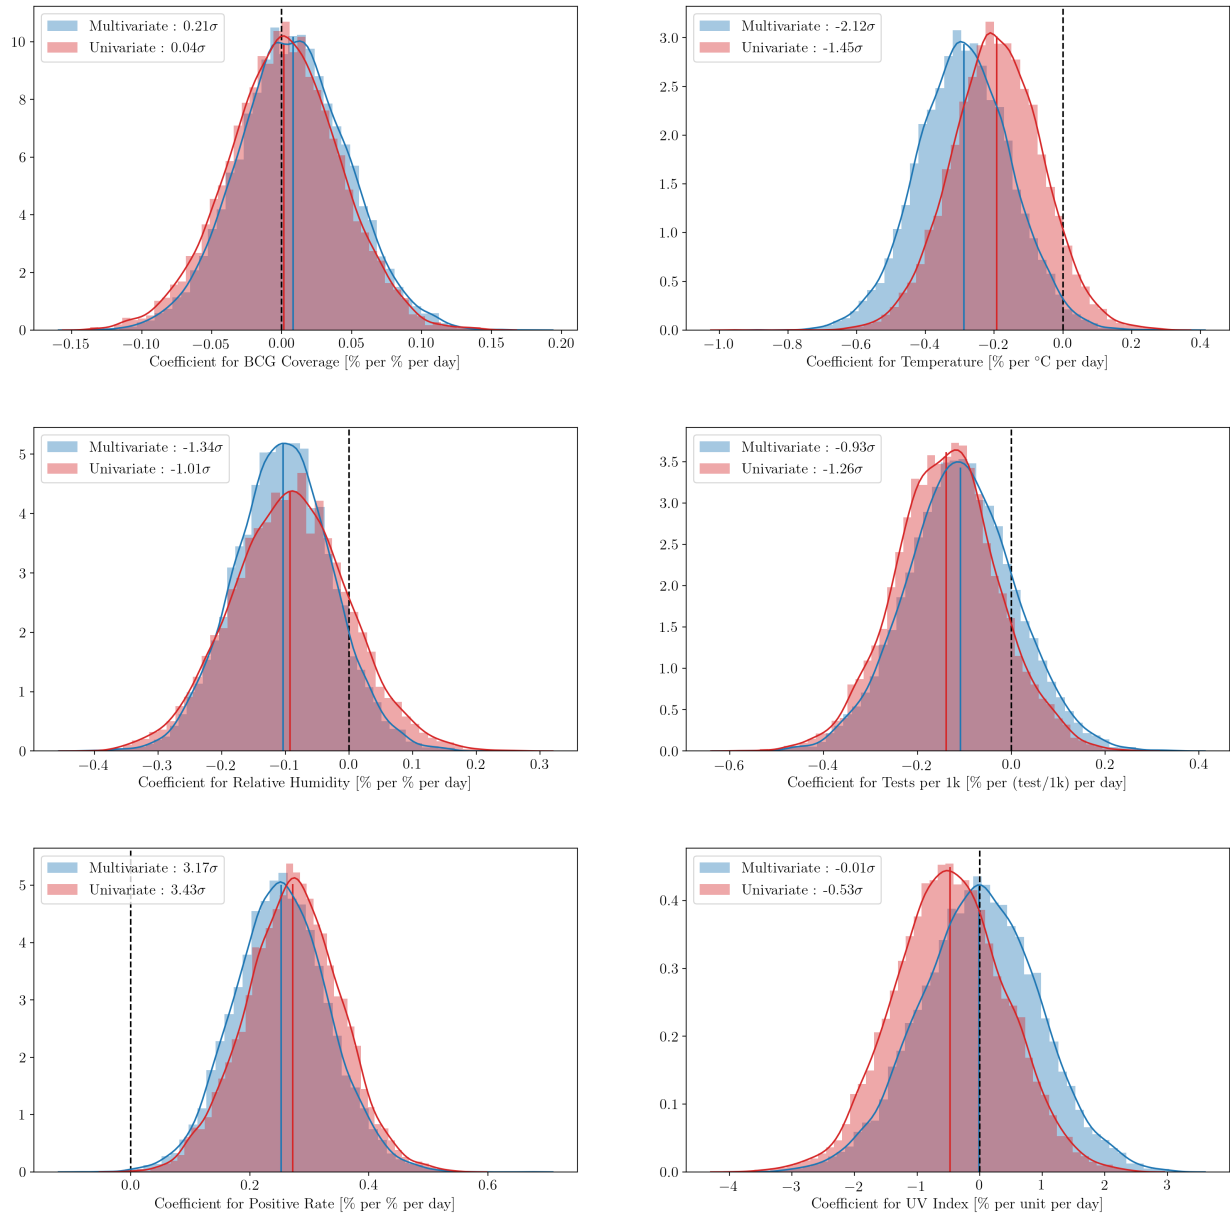 Multivariate : 0.21σ
Univariate : 0.04σ
10
8
6
4
2
0
−0.15 −0.10 −0.05 0.00 0.05 0.10 0.15 0.20
Coefficient for BCG Coverage [% per % per day]
Multivariate : -2.12σ
Univariate : -1.45σ
3.0
2.5
2.0
1.5
1.0
0.5
0.0
−1.0 −0.8 −0.6 −0.4 −0.2 0.0 0.2 0.4
Coefficient for Temperature [% per °C per day]
Multivariate : -1.34σ
Univariate : -1.01σ
5
4
3
2
1
0
−0.4 −0.3 −0.2 −0.1 0.0 0.1 0.2 0.3
Coefficient for Relative Humidity [% per % per day]
Multivariate : -0.93σ
Univariate : -1.26σ
3.5
3.0
2.5
2.0
1.5
1.0
0.5
0.0
−0.6 −0.4 −0.2 0.0 0.2 0.4
Coefficient for Tests per 1k [% per (test/1k) per day]
Multivariate : 3.17σ
Univariate : 3.43σ
5
4
3
2
1
0
0.0 0.2 0.4 0.6
Coefficient for Positive Rate [% per % per day]
Multivariate : -0.01σ
Univariate : -0.53σ
0.4
0.3
0.2
0.1
0.0
−4 −3 −2 −1 0 1 2 3
Coefficient for UV Index [% per unit per day]